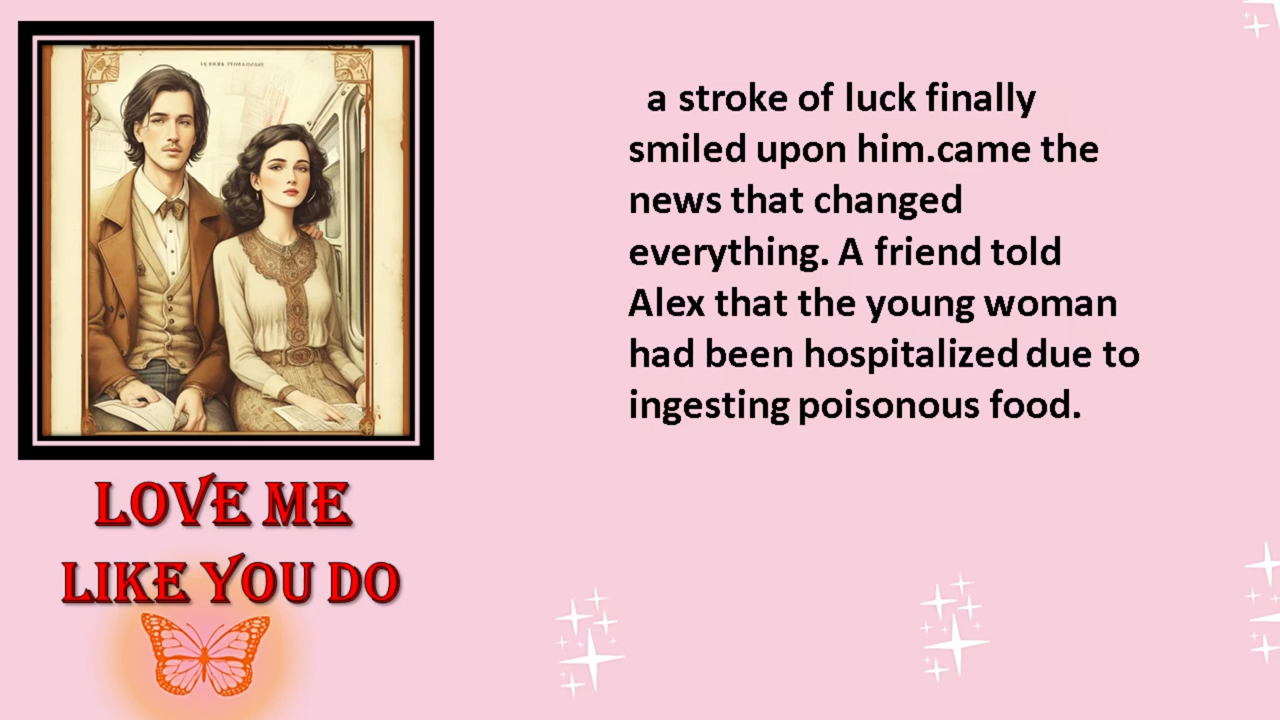 a stroke of luck finally
smiled upon him.came the
news that changed
everything. A friend told
Alex that the young woman
had been hospitalized due to
ingesting poisonous food.
LOVE ME
LIKE YOU DO